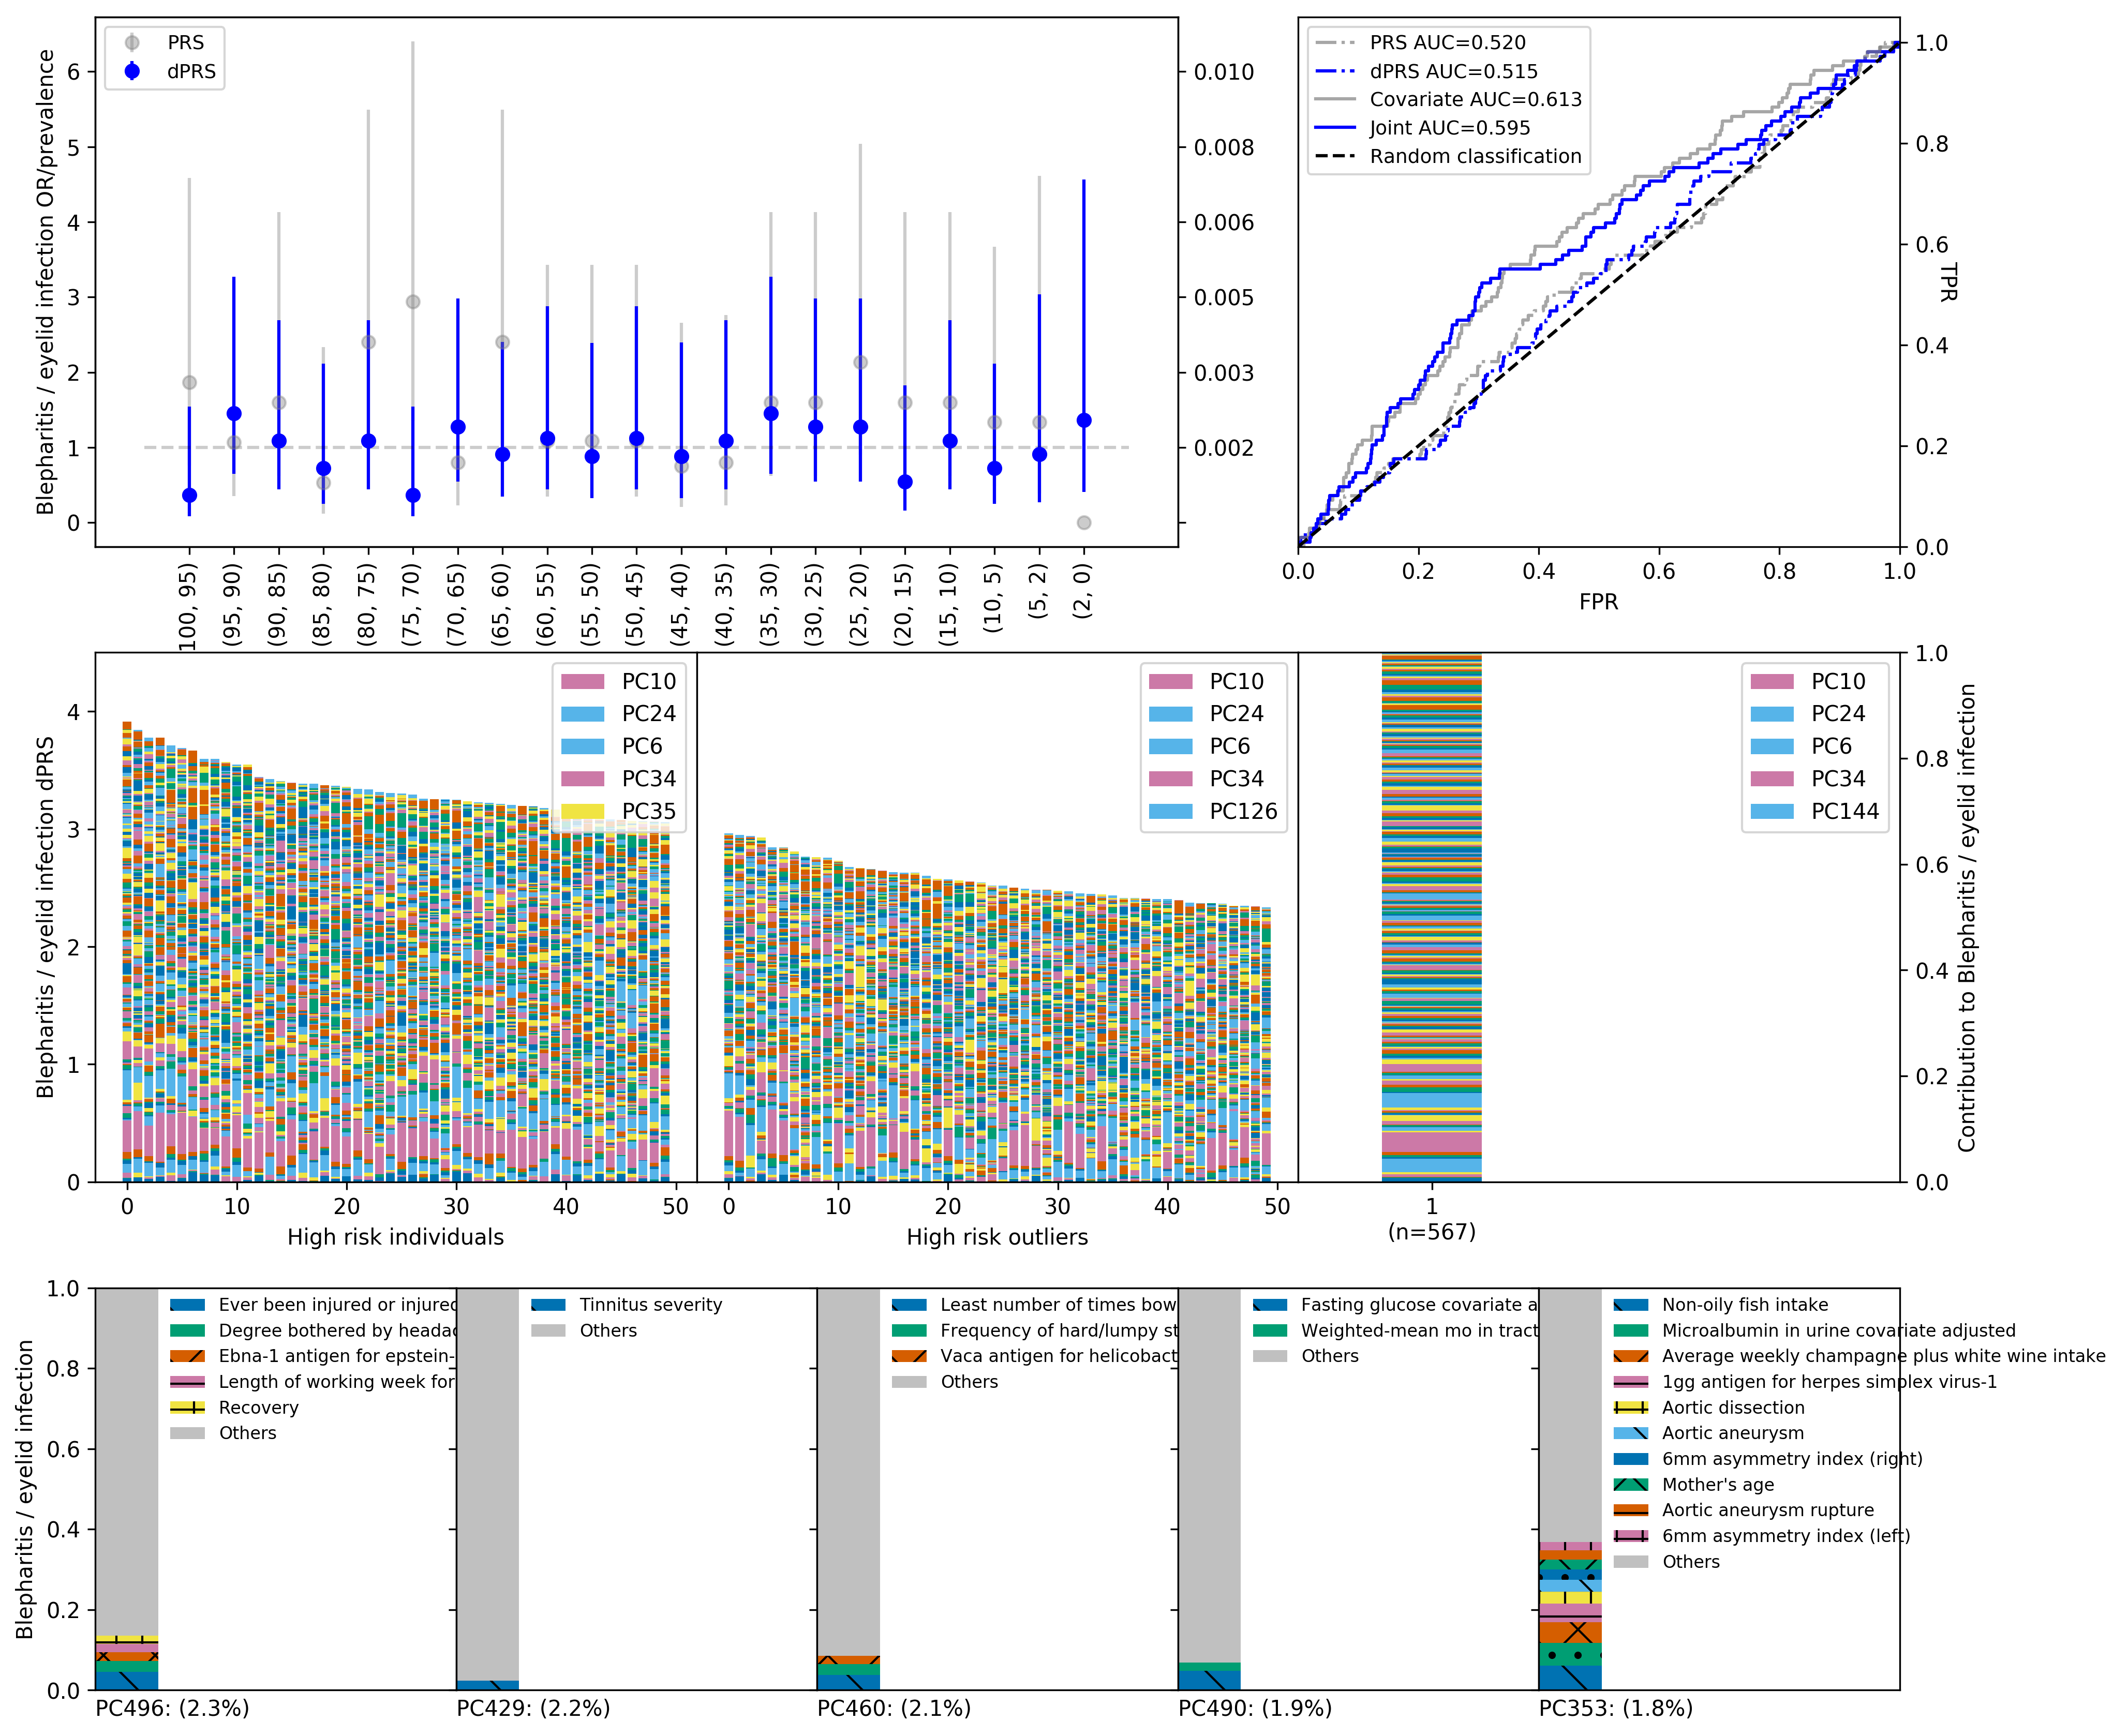 PRS
dPRS
6
5
4
3
2
1
0
Blepharitis / eyelid infection OR/prevalence
0.010
0.008
0.006
0.005
0.003
0.002
100, 95)
(95, 90)
(90, 85)
(85, 80)
(80, 75)
(75, 70)
(70, 65)
(65, 60)
(60, 55)
(55, 50)
(50, 45)
(45, 40)
(40, 35)
(35, 30)
(30, 25)
(25, 20)
(20, 15)
(15, 10)
(10, 5)
(5, 2)
(2, 0)
PRS AUC=0.520
dPRS AUC=0.515
Covariate AUC=0.613
Joint AUC=0.595
Random classification
1.0
0.8
0.6
0.4
0.2
0.0
TPR
0.0
0.2
0.4
0.6
0.8
1.0
FPR
Blepharitis / eyelid infection dPRS
4
3
2
1
0
PC10
PC24
PC6
PC34
PC35
0
10
20
30
40
50
High risk individuals
PC10
PC24
PC6
PC34
PC126
0
10
20
30
40
50
High risk outliers
PC10
PC24
PC6
PC34
PC144
1
(n=567)
1.0
0.8
0.6
0.4
0.2
0.0
Contribution to Blepharitis / eyelid infection
Blepharitis / eyelid infection
1.0
0.8
0.6
0.4
0.2
0.0
Ever been injured or injured
Degree bothered by headac
Ebna-1 antigen for epstein-
Length of working week for
Recovery
Others
PC496: (2.3%)
Tinnitus severity
Others
PC429: (2.2%)
Least number of times bow
Frequency of hard/lumpy st
Vaca antigen for helicobact
Others
PC460: (2.1%)
Fasting glucose covariate a
Weighted-mean mo in tract
Others
PC490: (1.9%)
Non-oily fish intake
Microalbumin in urine covariate adjusted
Average weekly champagne plus white wine intake
1gg antigen for herpes simplex virus-1
Aortic dissection
Aortic aneurysm
6mm asymmetry index (right)
Mother's age
Aortic aneurysm rupture
6mm asymmetry index (left)
Others
PC353: (1.8%)